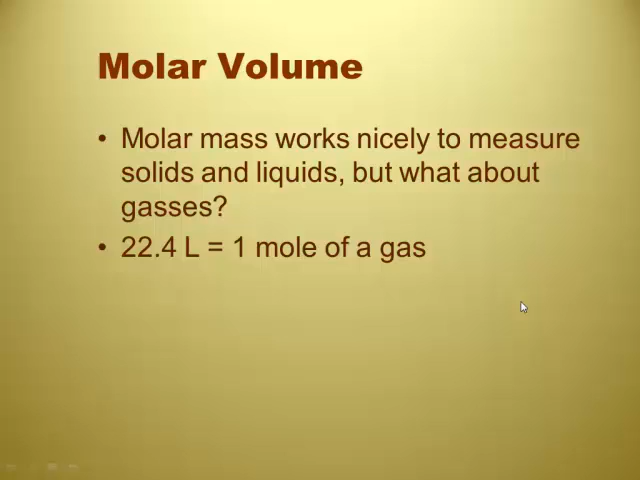 Molar Volume
• Molar mass works nicely to measure
solids and liquids, but what about
gasses?
• 22.4 L = 1 mole of a gas